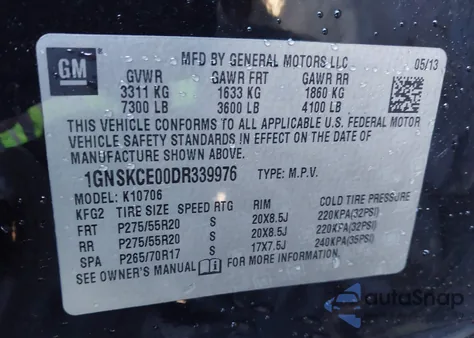 GM
MFD BY GENERAL MOTORS LLC 05/13
GVWR GAWR FRT GAWR RR
3311 KG 1633 KG 1860 KG
7300 LB 3600 LB 4100 LB
THIS VEHICLE CONFORMS TO ALL APPLICABLE U.S. FEDERAL MOTOR
VEHICLE SAFETY STANDARDS IN EFFECT ON THE DATE OF
MANUFACTURE SHOWN ABOVE.
1GNSKCE00DR339976 TYPE: M.P.V.
MODEL: K10706
KFG2 TIRE SIZE SPEED RTG RIM COLD TIRE PRESSURE
FRT P275/55R20 S 20X8.5J 220KPA(32PSI)
RR P275/55R20 S 20X8.5J 220KPA(32PSI)
SPA P265/70R17 S 17X7.5J 240KPA(35PSI)
SEE OWNER'S MANUAL FOR MORE INFORMATION.
autoSnap